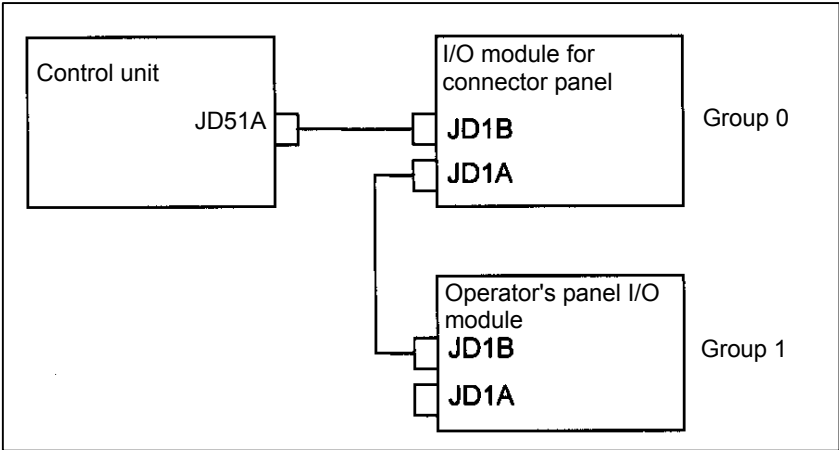 Control unit
JD51A
I/O module for
connector panel
JD1B
JD1A
Group 0
Operator's panel I/O
module
JD1B
JD1A
Group 1